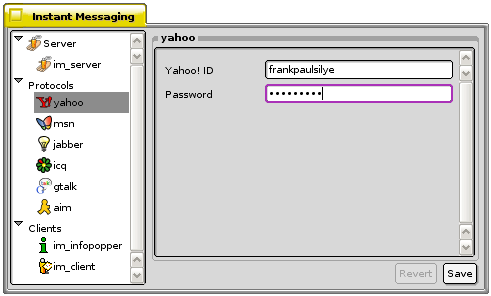 Instant Messaging
Server
im_server
Protocols
yahoo
msn
jabber
icq
gtalk
aim
Clients
im_infopopper
im_client
yahoo
Yahoo! ID
frankpaulsilye
Password
•••••••••
Revert
Save